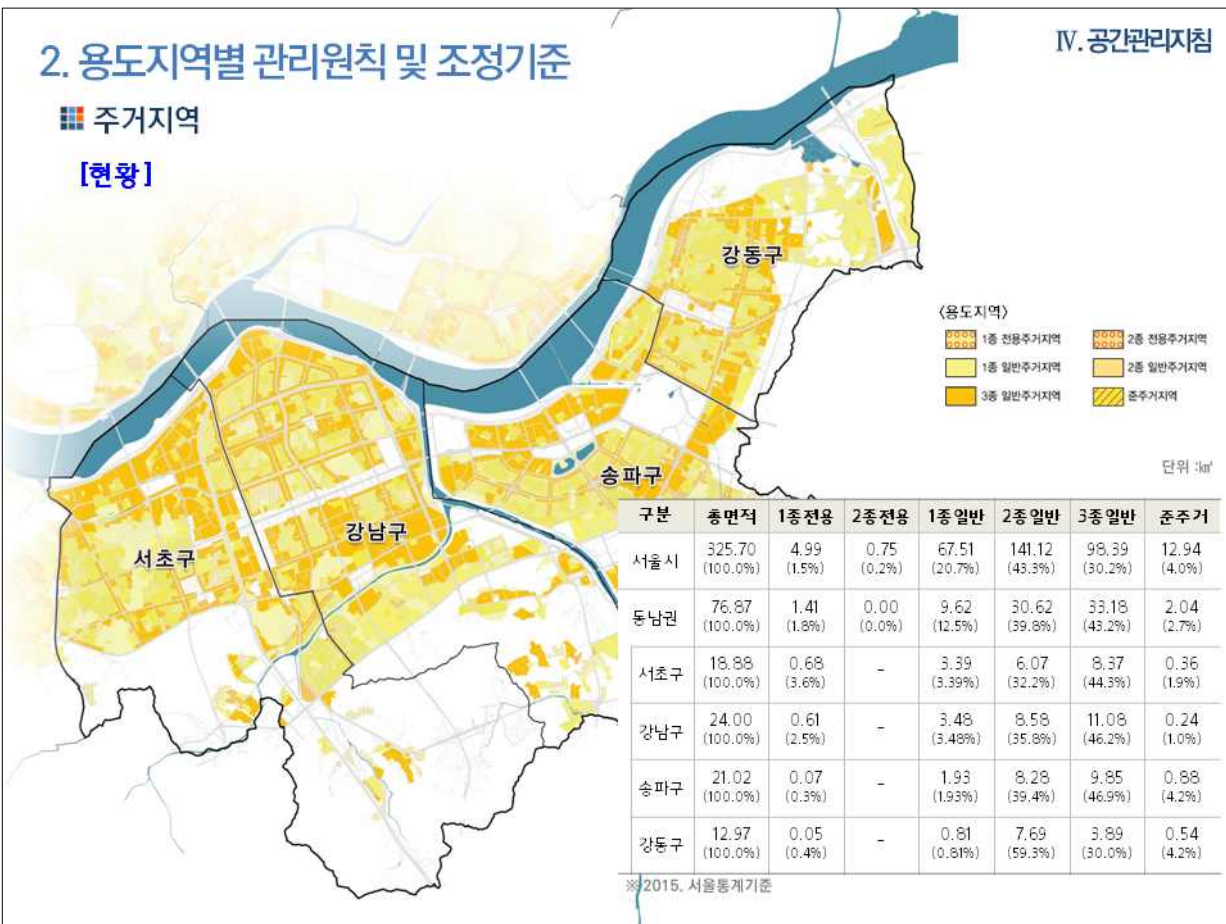 2. 용도지역별 관리원칙 및 조정기준
Ⅳ. 공간관리지침
주거지역
[현황]
강동구
송파구
강남구
서초구
〈용도지역〉
1종 전용주거지역 2종 전용주거지역
1종 일반주거지역 2종 일반주거지역
3종 일반주거지역 준주거지역
단위 :㎢
구분 총면적 1종전용 2종전용 1종일반 2종일반 3종일반 준주거
서울시 325.70 4.99 0.75 67.51 141.12 98.39 12.94
(100.0%) (1.5%) (0.2%) (20.7%) (43.3%) (30.2%) (4.0%)
동남권 76.87 1.41 0.00 9.62 30.62 33.18 2.04
(100.0%) (1.8%) (0.0%) (12.5%) (39.8%) (43.2%) (2.7%)
서초구 18.88 0.68 - 3.39 6.07 8.37 0.36
(100.0%) (3.6%) (3.39%) (32.2%) (44.3%) (1.9%)
강남구 24.00 0.61 - 3.48 8.58 11.08 0.24
(100.0%) (2.5%) (3.48%) (35.8%) (46.2%) (1.0%)
송파구 21.02 0.07 - 1.93 8.28 9.85 0.88
(100.0%) (0.3%) (1.93%) (39.4%) (46.9%) (4.2%)
강동구 12.97 0.05 - 0.81 7.69 3.89 0.54
(100.0%) (0.4%) (0.81%) (59.3%) (30.0%) (4.2%)
※ 2015, 서울통계기준